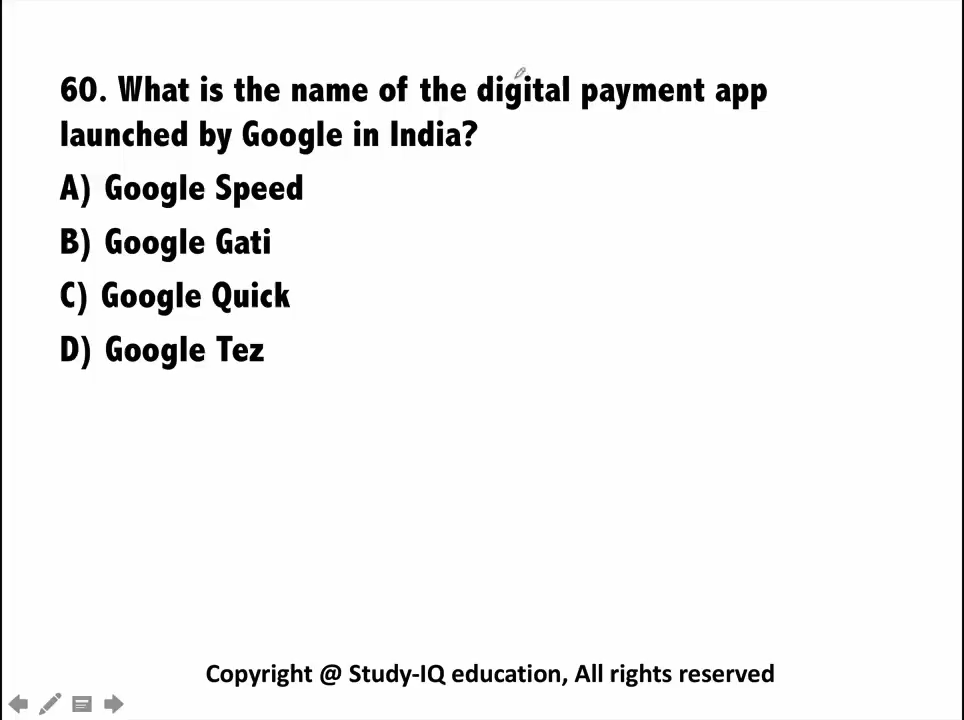 60. What is the name of the digital payment app
launched by Google in India?
A) Google Speed
B) Google Gati
C) Google Quick
D) Google Tez
Copyright @ Study-IQ education, All rights reserved